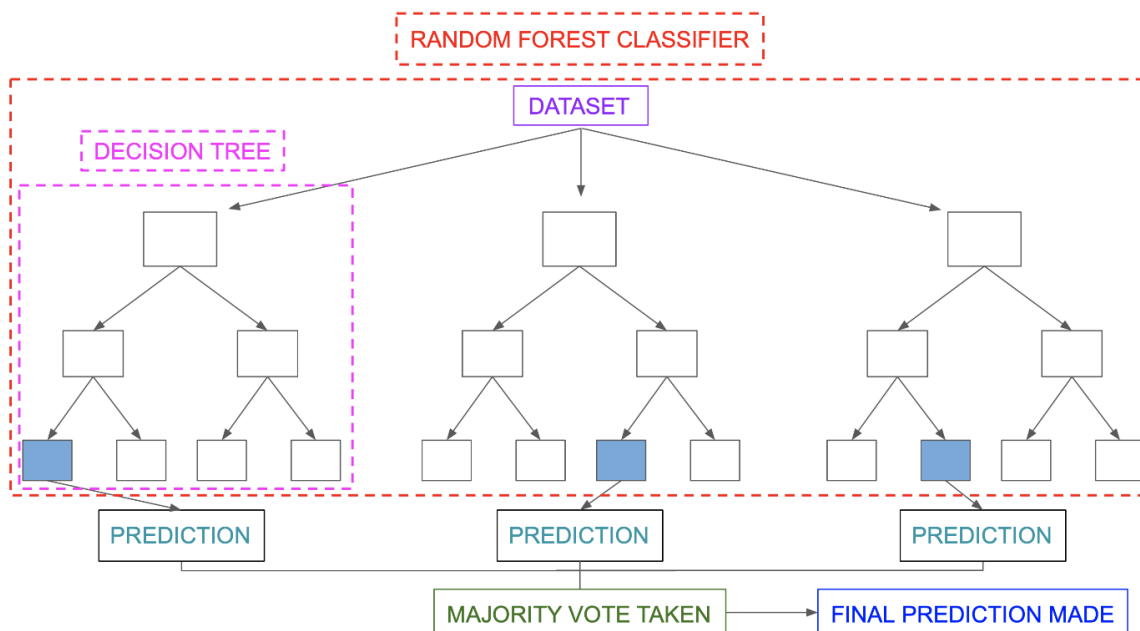 RANDOM FOREST CLASSIFIER
DATASET
DECISION TREE
PREDICTION
PREDICTION
PREDICTION
MAJORITY VOTE TAKEN
FINAL PREDICTION MADE